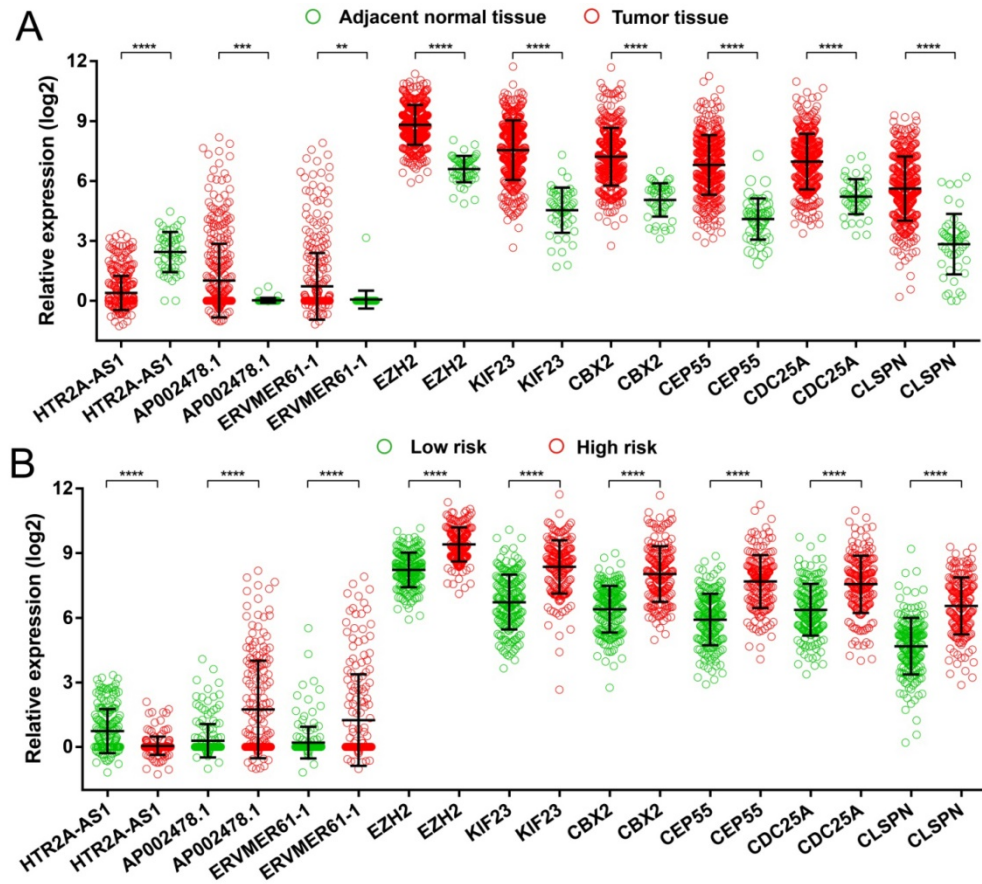 A
Adjacent normal tissue Tumor tissue
**** *** ** **** **** **** **** **** ****
Relative expression (log2)
12
9
6
3
0
HTR2A-AS1 HTR2A-AS1 AP002478.1 AP002478.1 ERVMER61-1 ERVMER61-1 EZH2 EZH2 KIF23 KIF23 CBX2 CBX2 CEP55 CEP55 CDC25A CDC25A CLSPN CLSPN
B
Low risk High risk
**** **** **** **** **** **** **** **** ****
Relative expression (log2)
12
9
6
3
0
HTR2A-AS1 HTR2A-AS1 AP002478.1 AP002478.1 ERVMER61-1 ERVMER61-1 EZH2 EZH2 KIF23 KIF23 CBX2 CBX2 CEP55 CEP55 CDC25A CDC25A CLSPN CLSPN